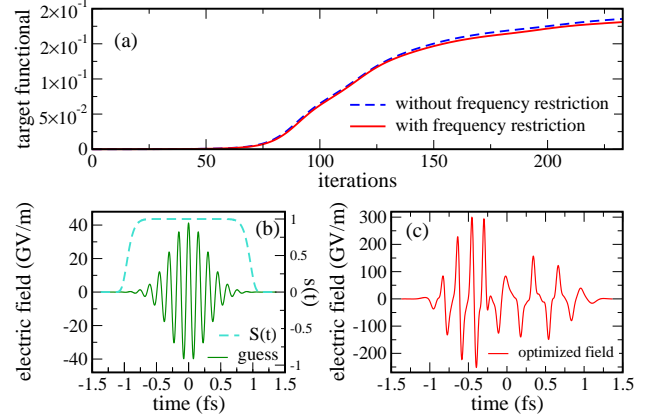 2×10⁻¹
2×10⁻¹
5×10⁻²
0
target functional
(a)
without frequency restriction
with frequency restriction
0 50 100 150 200
iterations
40
20
0
-20
-40
electric field (GV/m)
(b)
S(t)
guess
1
0.5
0
-0.5
-1
s(t)
-1.5 -1 -0.5 0 0.5 1 1.5
time (fs)
300
200
100
0
-100
-200
electric field (GV/m)
(c)
optimized field
-1.5 -1 -0.5 0 0.5 1 1.5
time (fs)